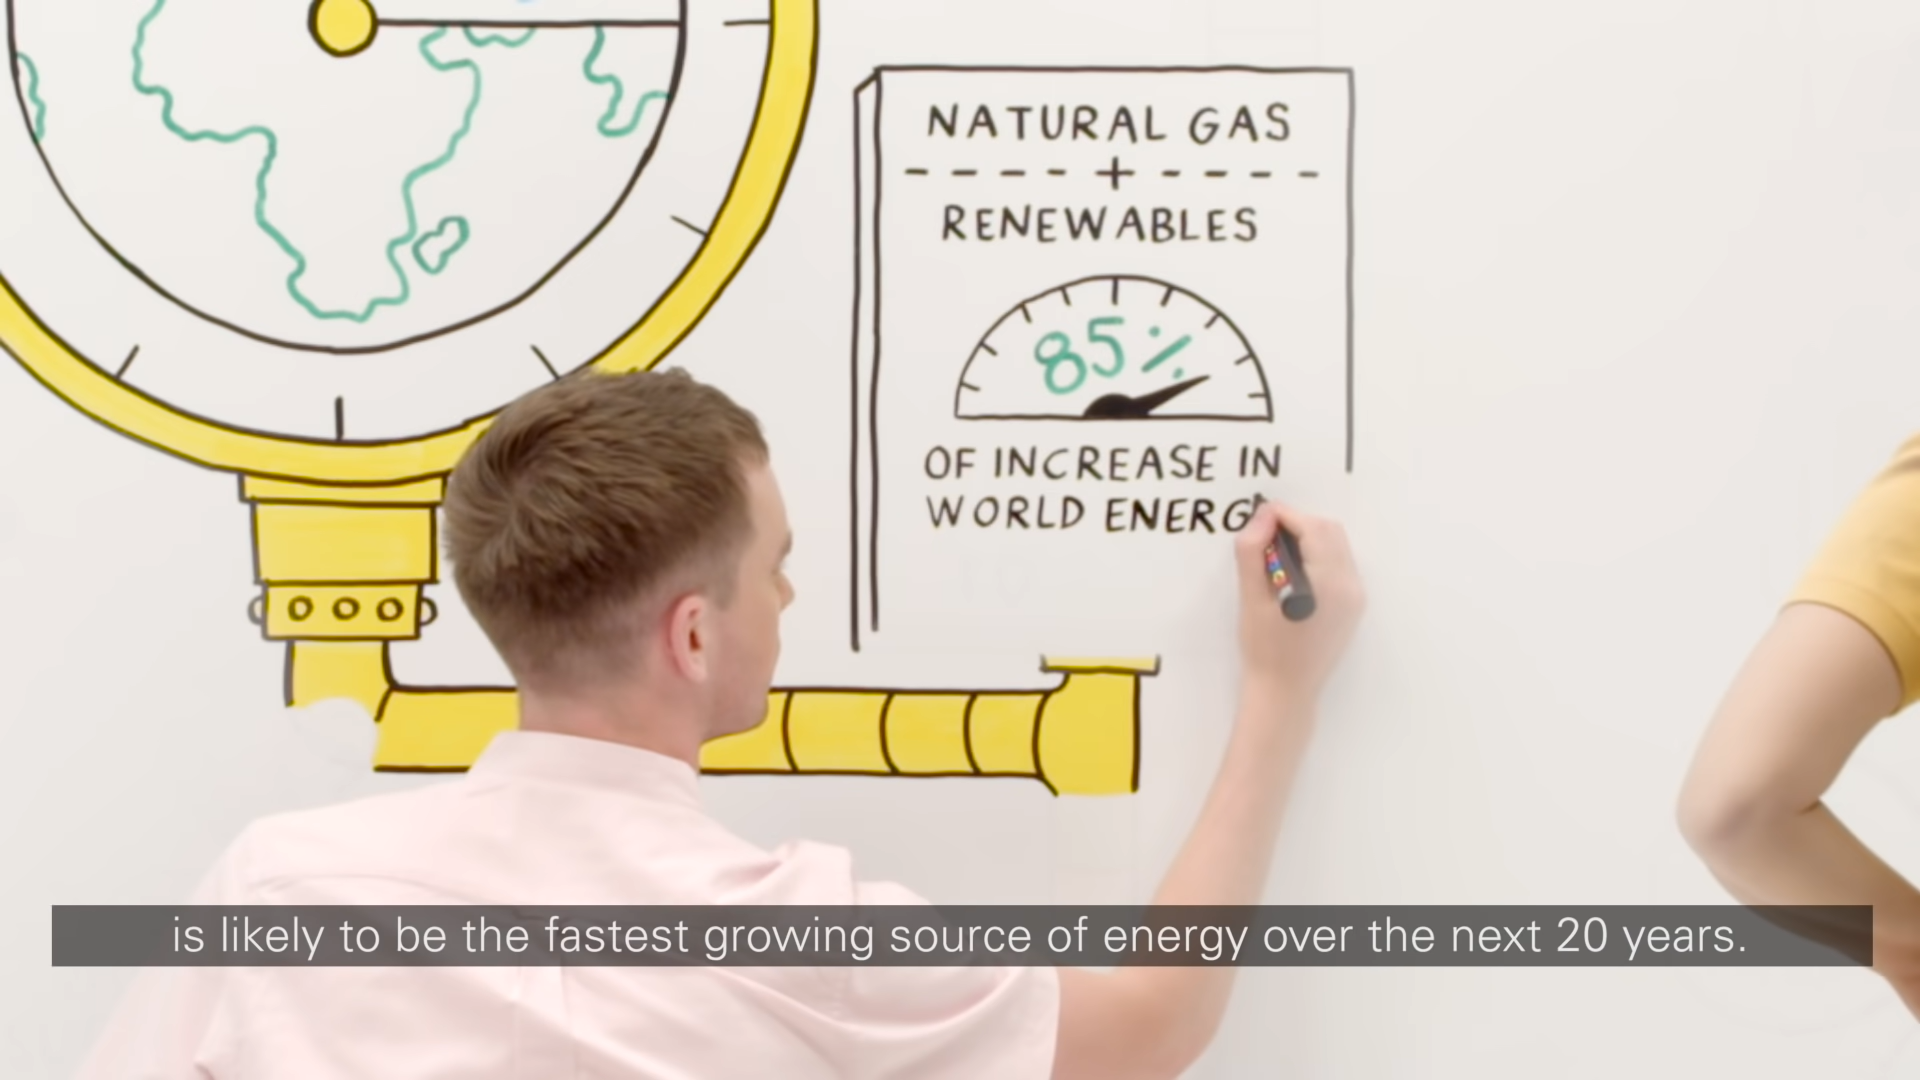 NATURAL GAS
+
RENEWABLES
85%
OF INCREASE IN
WORLD ENERG
is likely to be the fastest growing source of energy over the next 20 years.